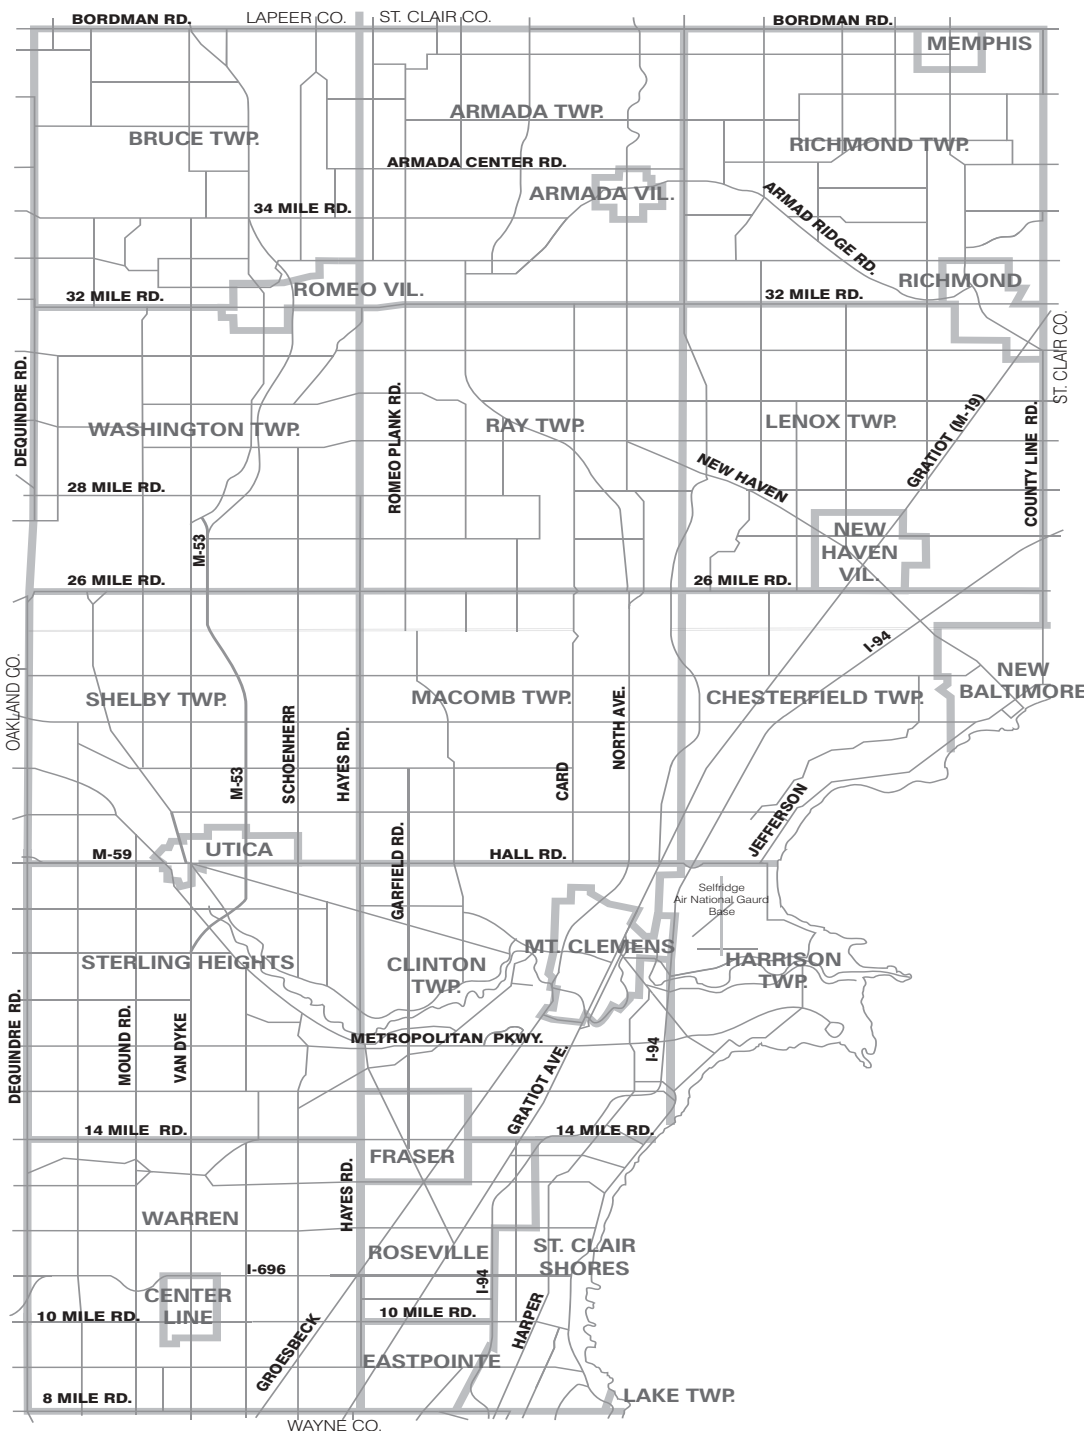 BORDMAN RD.
LAPEER CO.
ST. CLAIR CO.
BORDMAN RD.
MEMPHIS
BRUCE TWP.
ARMADA TWP.
RICHMOND TWP.
ARMADA CENTER RD.
ARMADA VIL.
34 MILE RD.
ARMAD RIDGE RD.
RICHMOND
32 MILE RD.
ROMEO VIL.
32 MILE RD.
ST. CLAIR CO.
DEQUINDRE RD.
WASHINGTON TWP.
ROMEO PLANK RD.
RAY TWP.
LENOX TWP.
GRATIOT (M-19)
COUNTY LINE RD.
28 MILE RD.
NEW HAVEN
M-53
NEW
HAVEN
VIL.
26 MILE RD.
26 MILE RD.
I-94
OAKLAND CO.
SHELBY TWP.
MACOMB TWP.
CHESTERFIELD TWP.
NEW
BALTIMORE
M-53
SCHOENHERR
HAYES RD.
CARD
NORTH AVE.
JEFFERSON
UTICA
M-59
HALL RD.
GARFIELD RD.
Selfridge
Air National Gaurd
Base
STERLING HEIGHTS
CLINTON
TWP.
MT. CLEMENS
HARRISON
TWP.
DEQUINDRE RD.
MOUND RD.
VAN DYKE
METROPOLITAN PKWY.
GRATIOT AVE.
I-94
14 MILE RD.
14 MILE RD.
FRASER
HAYES RD.
WARREN
ROSEVILLE
ST. CLAIR
SHORES
I-696
I-94
CENTER
LINE
10 MILE RD.
10 MILE RD.
HARPER
GROESBECK
EASTPOINTE
8 MILE RD.
LAKE TWP.
WAYNE CO.